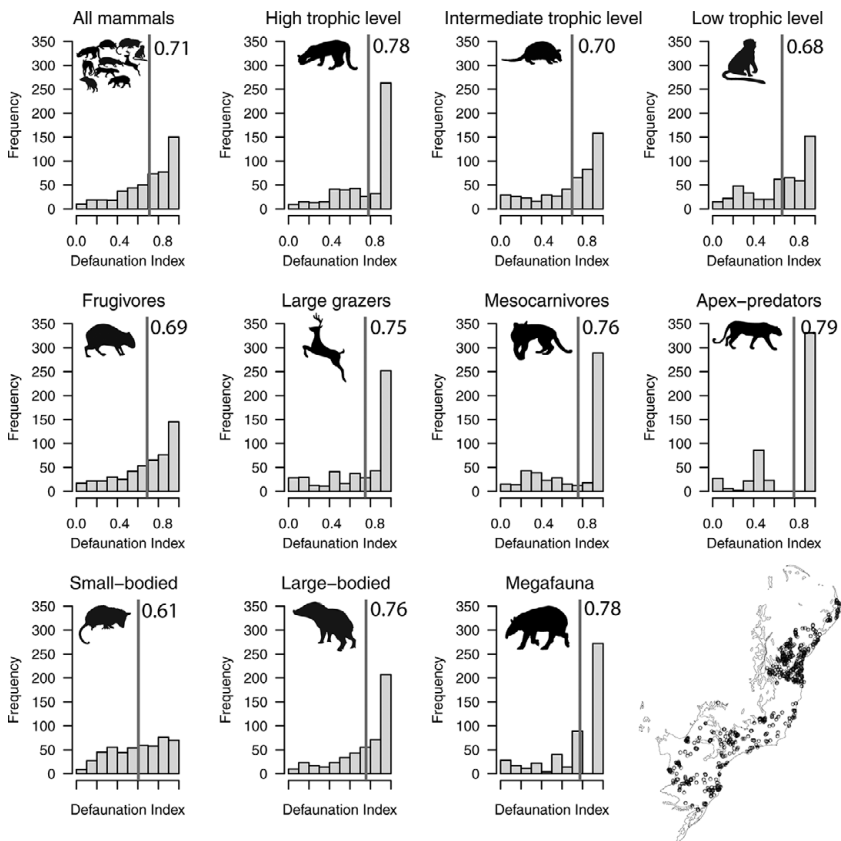 All mammals
High trophic level
Intermediate trophic level
Low trophic level
0.71
0.78
0.70
0.68
Frequency
350
300
250
200
150
100
50
0
Frequency
350
300
250
200
150
100
50
0
Frequency
350
300
250
200
150
100
50
0
Frequency
350
300
250
200
150
100
50
0
0.0 0.4 0.8
0.0 0.4 0.8
0.0 0.4 0.8
0.0 0.4 0.8
Defaunation Index
Defaunation Index
Defaunation Index
Defaunation Index
Frugivores
Large grazers
Mesocarnivores
Apex-predators
0.69
0.75
0.76
0.79
Frequency
350
300
250
200
150
100
50
0
Frequency
350
300
250
200
150
100
50
0
Frequency
350
300
250
200
150
100
50
0
Frequency
350
300
250
200
150
100
50
0
0.0 0.4 0.8
0.0 0.4 0.8
0.0 0.4 0.8
0.0 0.4 0.8
Defaunation Index
Defaunation Index
Defaunation Index
Defaunation Index
Small-bodied
Large-bodied
Megafauna
0.61
0.76
0.78
Frequency
350
300
250
200
150
100
50
0
Frequency
350
300
250
200
150
100
50
0
Frequency
350
300
250
200
150
100
50
0
Defaunation Index
Defaunation Index
Defaunation Index